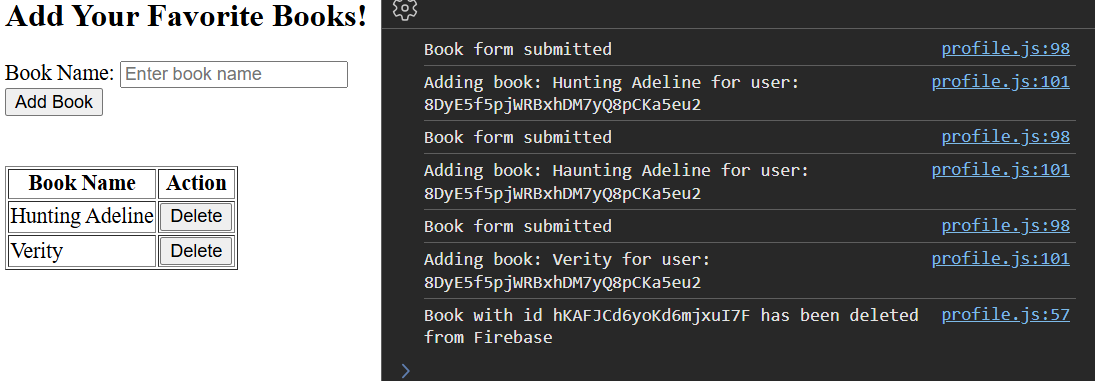 Add Your Favorite Books!
Book Name: Enter book name
Add Book
Book Name Action
Hunting Adeline Delete
Verity Delete
Book form submitted profile.js:98
Adding book: Hunting Adeline for user: profile.js:101
8DyE5f5pjWRBxhDM7yQ8pCKa5eu2
Book form submitted profile.js:98
Adding book: Haunting Adeline for user: profile.js:101
8DyE5f5pjWRBxhDM7yQ8pCKa5eu2
Book form submitted profile.js:98
Adding book: Verity for user: profile.js:101
8DyE5f5pjWRBxhDM7yQ8pCKa5eu2
Book with id hKAFJCd6yoKd6mjxuI7F has been deleted profile.js:57
from Firebase